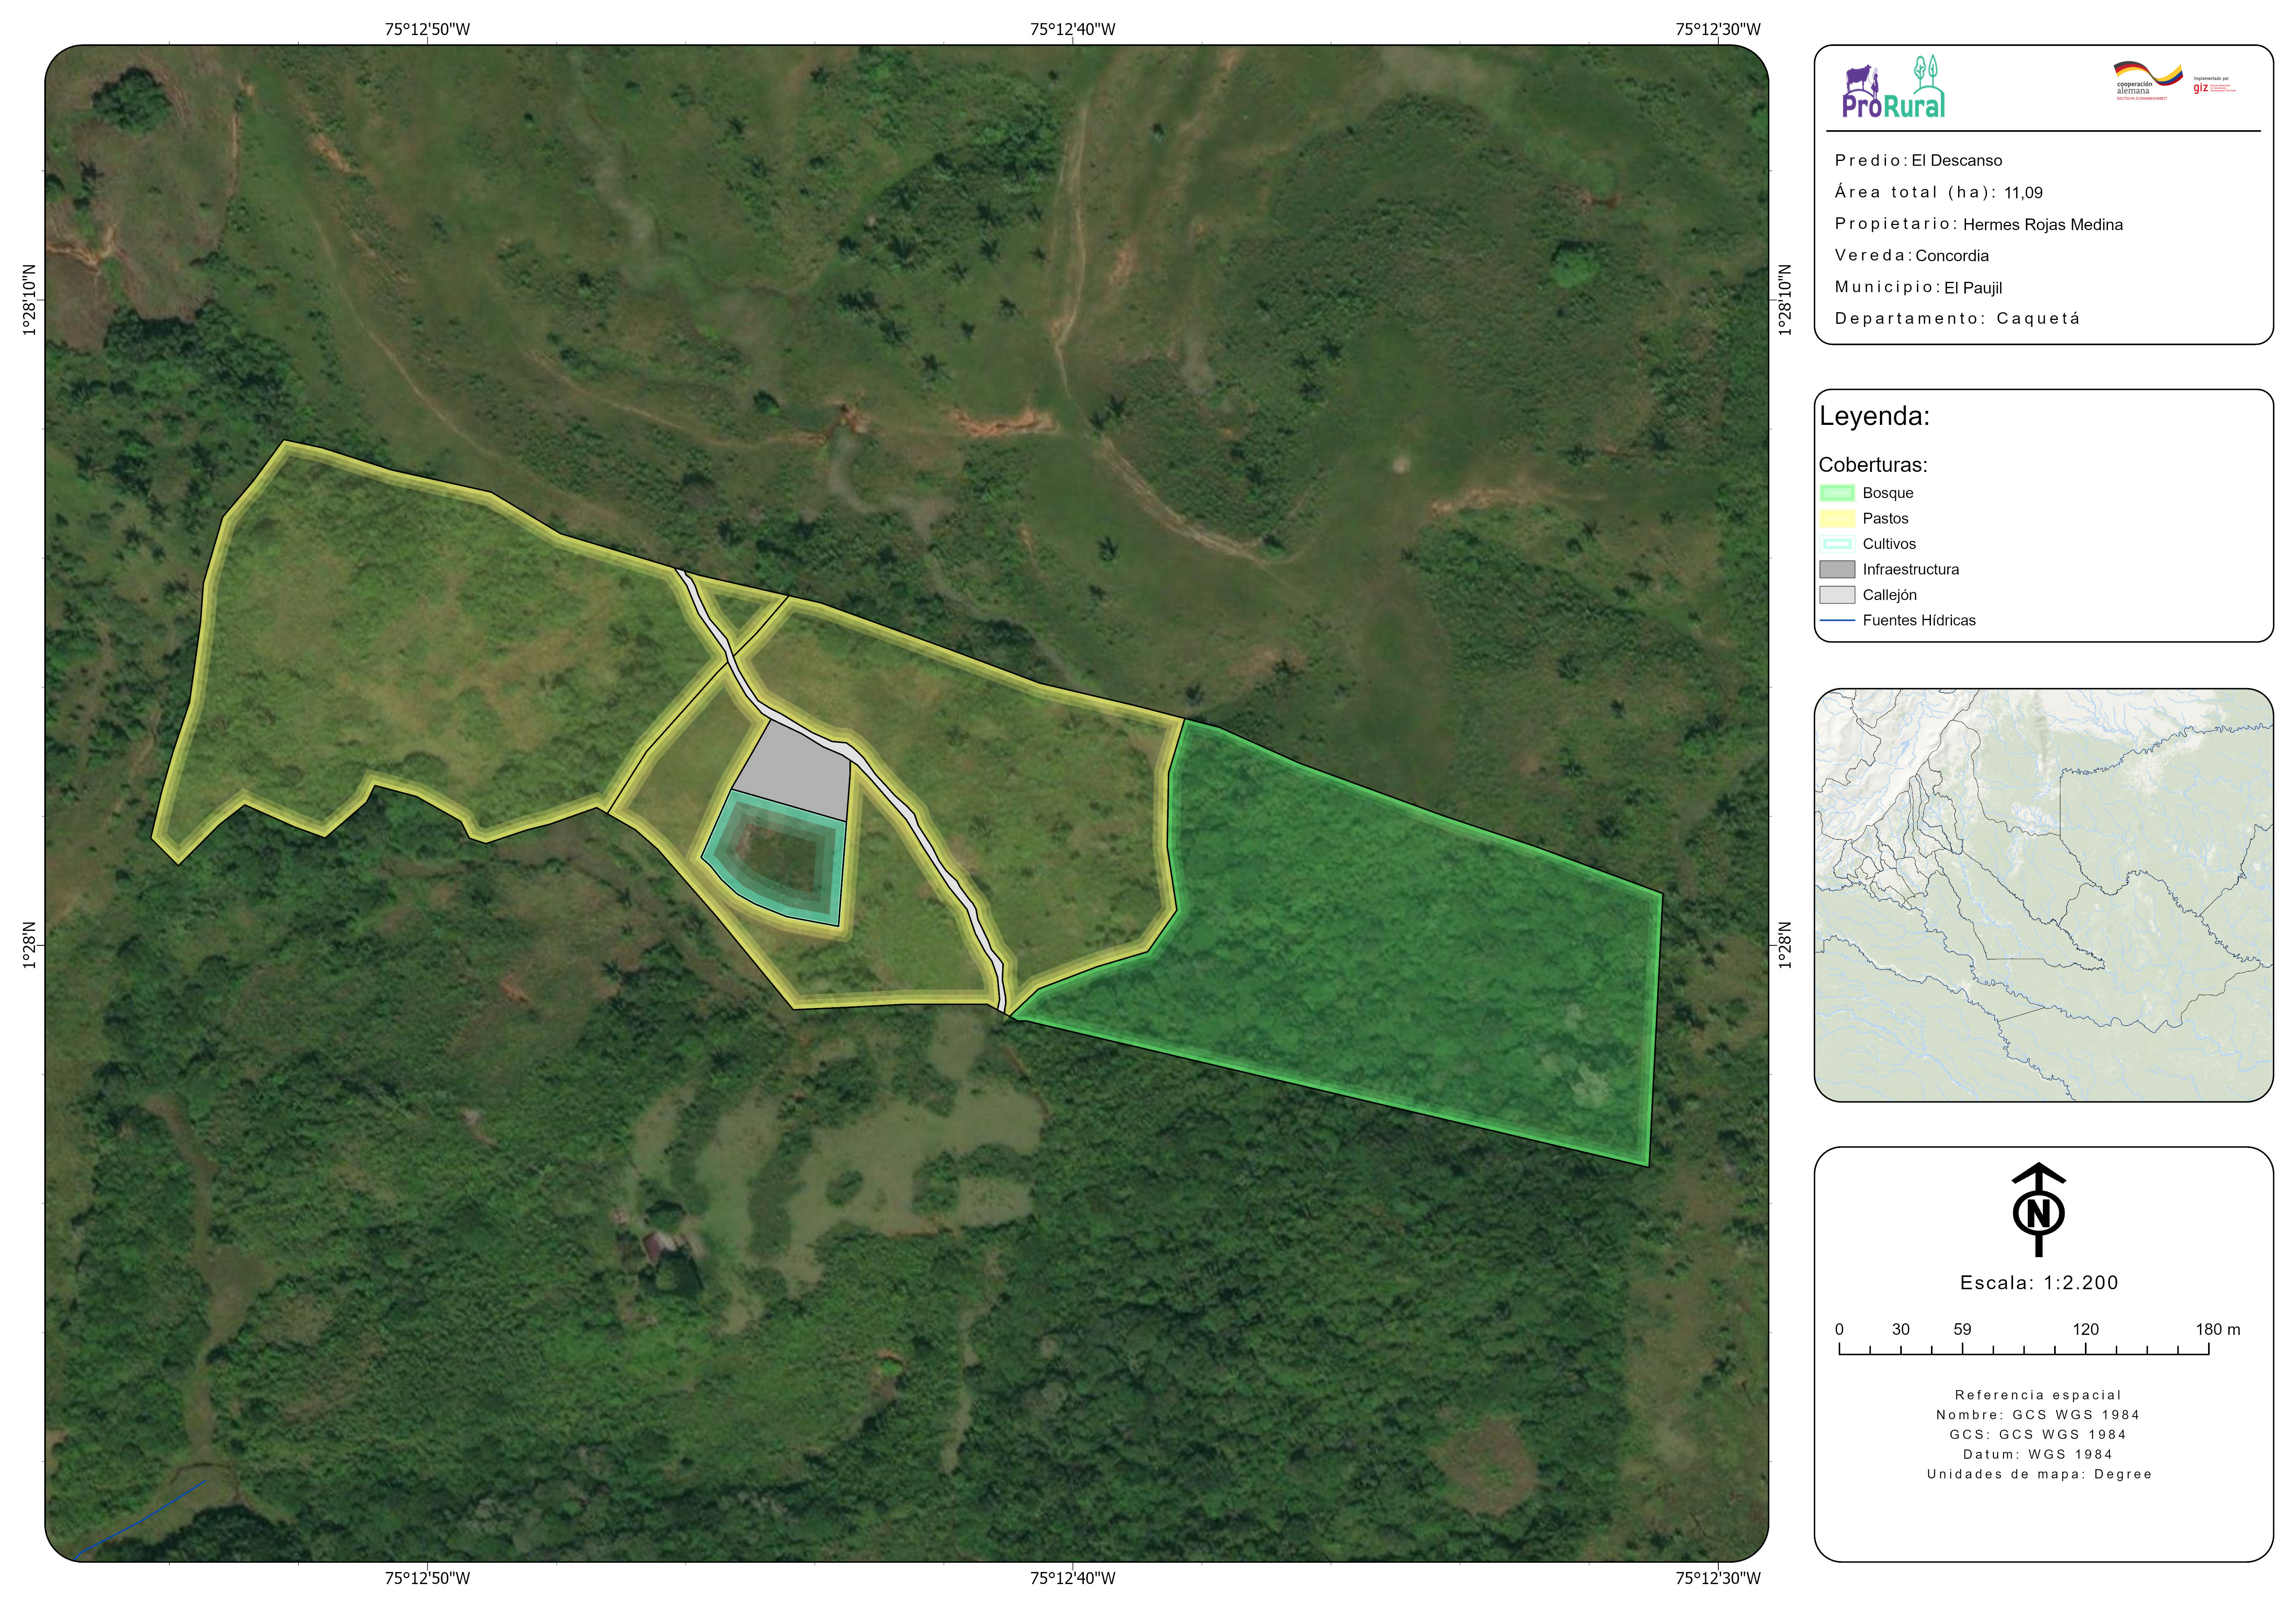 75°12'50"W
75°12'40"W
75°12'30"W
1°28'10"N
1°28'N
1°28'10"N
1°28'N
75°12'50"W
75°12'40"W
75°12'30"W
ProRural
cooperación
alemana
DEUTSCHE ZUSAMMENARBEIT
Implementada por
giz
Predio: El Descanso
Área total (ha): 11,09
Propietario: Hermes Rojas Medina
Vereda: Concordia
Municipio: El Paujil
Departamento: Caquetá
Leyenda:
Coberturas:
Bosque
Pastos
Cultivos
Infraestructura
Callejón
Fuentes Hídricas
N
Escala: 1:2.200
0 30 59 120 180 m
Referencia espacial
Nombre: GCS WGS 1984
GCS: GCS WGS 1984
Datum: WGS 1984
Unidades de mapa: Degree